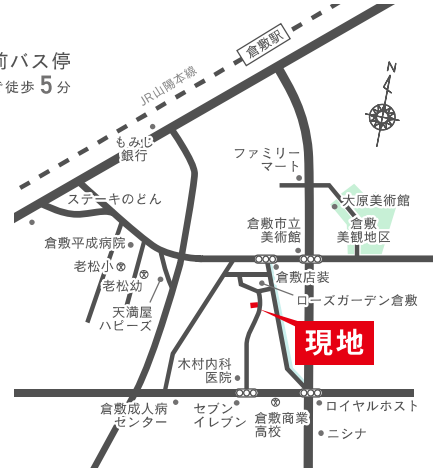 倉敷駅
前バス停
徒歩5分
JR山陽本線
もみじ
銀行
ファミリー
マート
N
ステーキのどん
大原美術館
倉敷市立
美術館
倉敷
美観地区
倉敷平成病院
老松小
老松幼
倉敷店装
天満屋
ハピーズ
ローズガーデン倉敷
現地
木村内科
医院
倉敷成人病
センター
セブン
イレブン
倉敷商業
高校
ロイヤルホスト
ニシナ